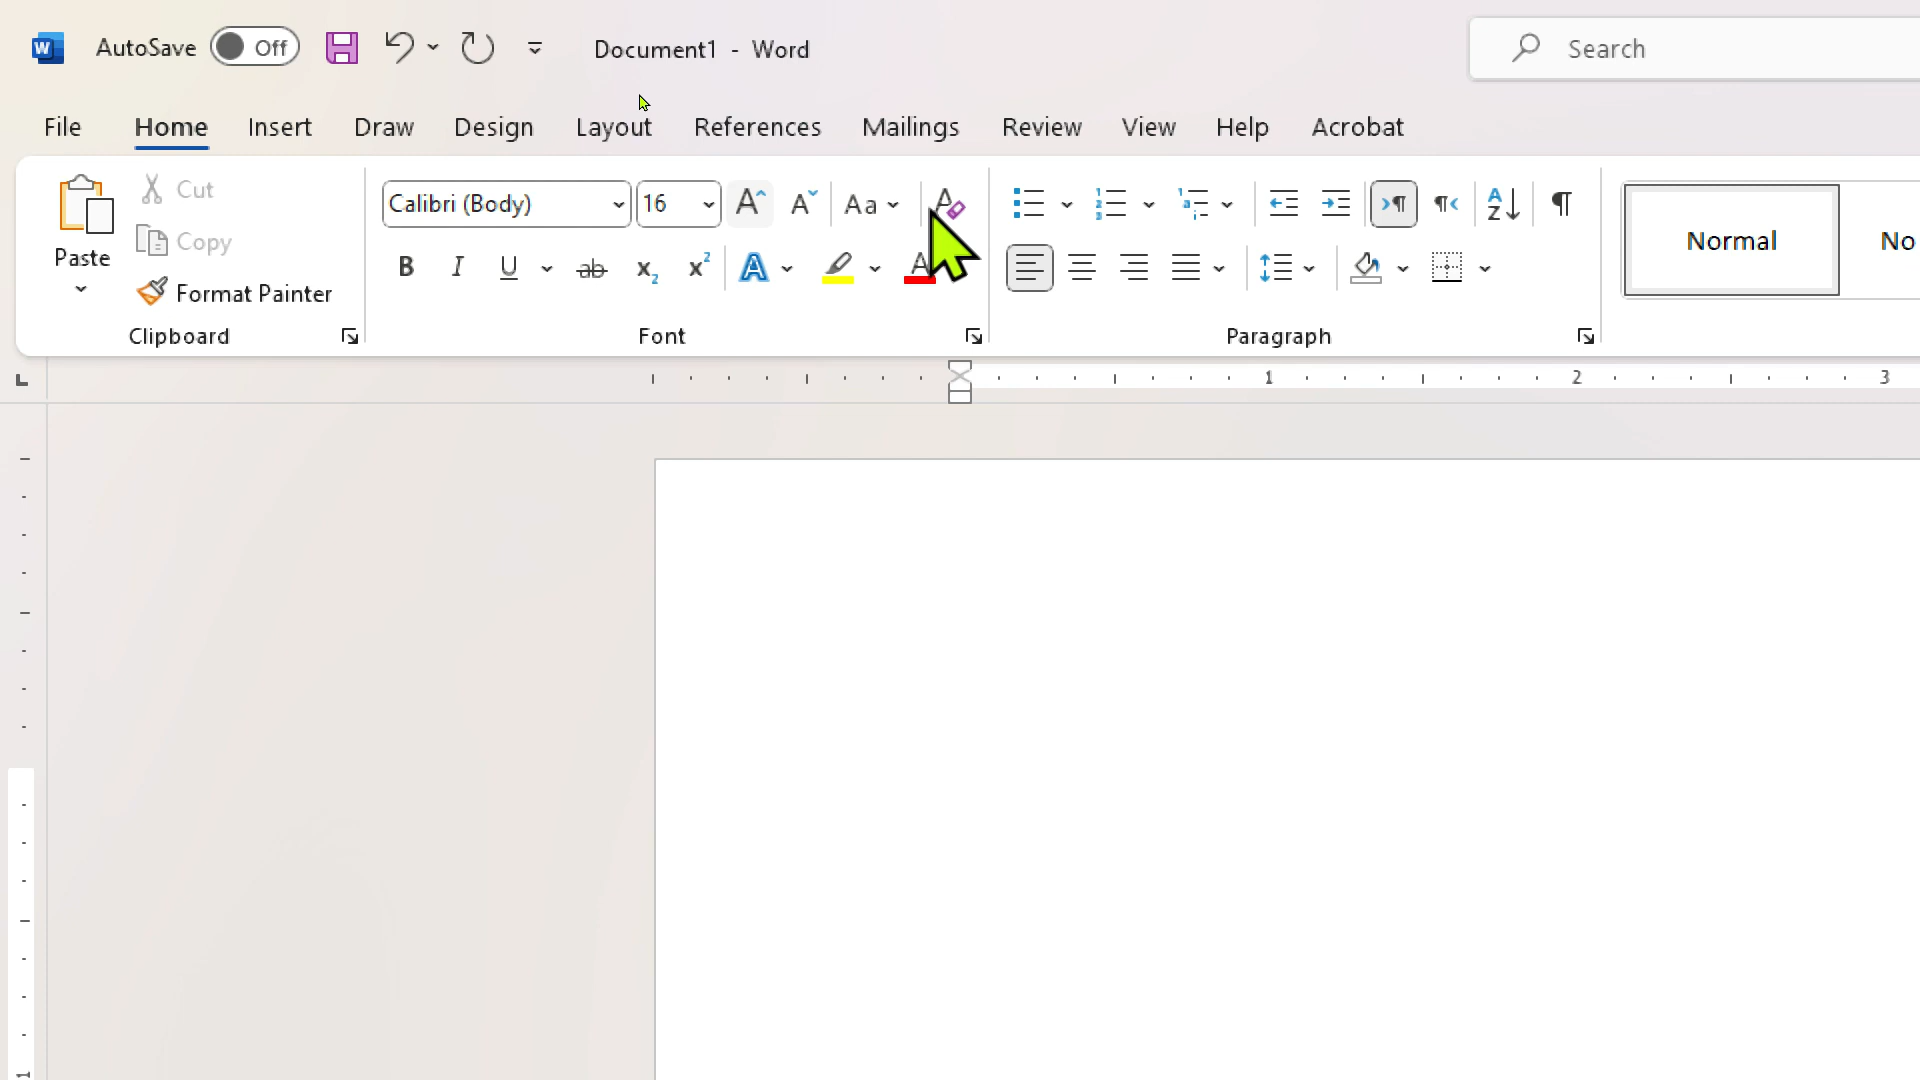 AutoSave Off Document1 - Word Search
File Home Insert Draw Design Layout References Mailings Review View Help Acrobat
Paste
Cut
Copy
Format Painter
Clipboard
Calibri (Body) 16
Font
Paragraph
Normal
No
1 2 3
1